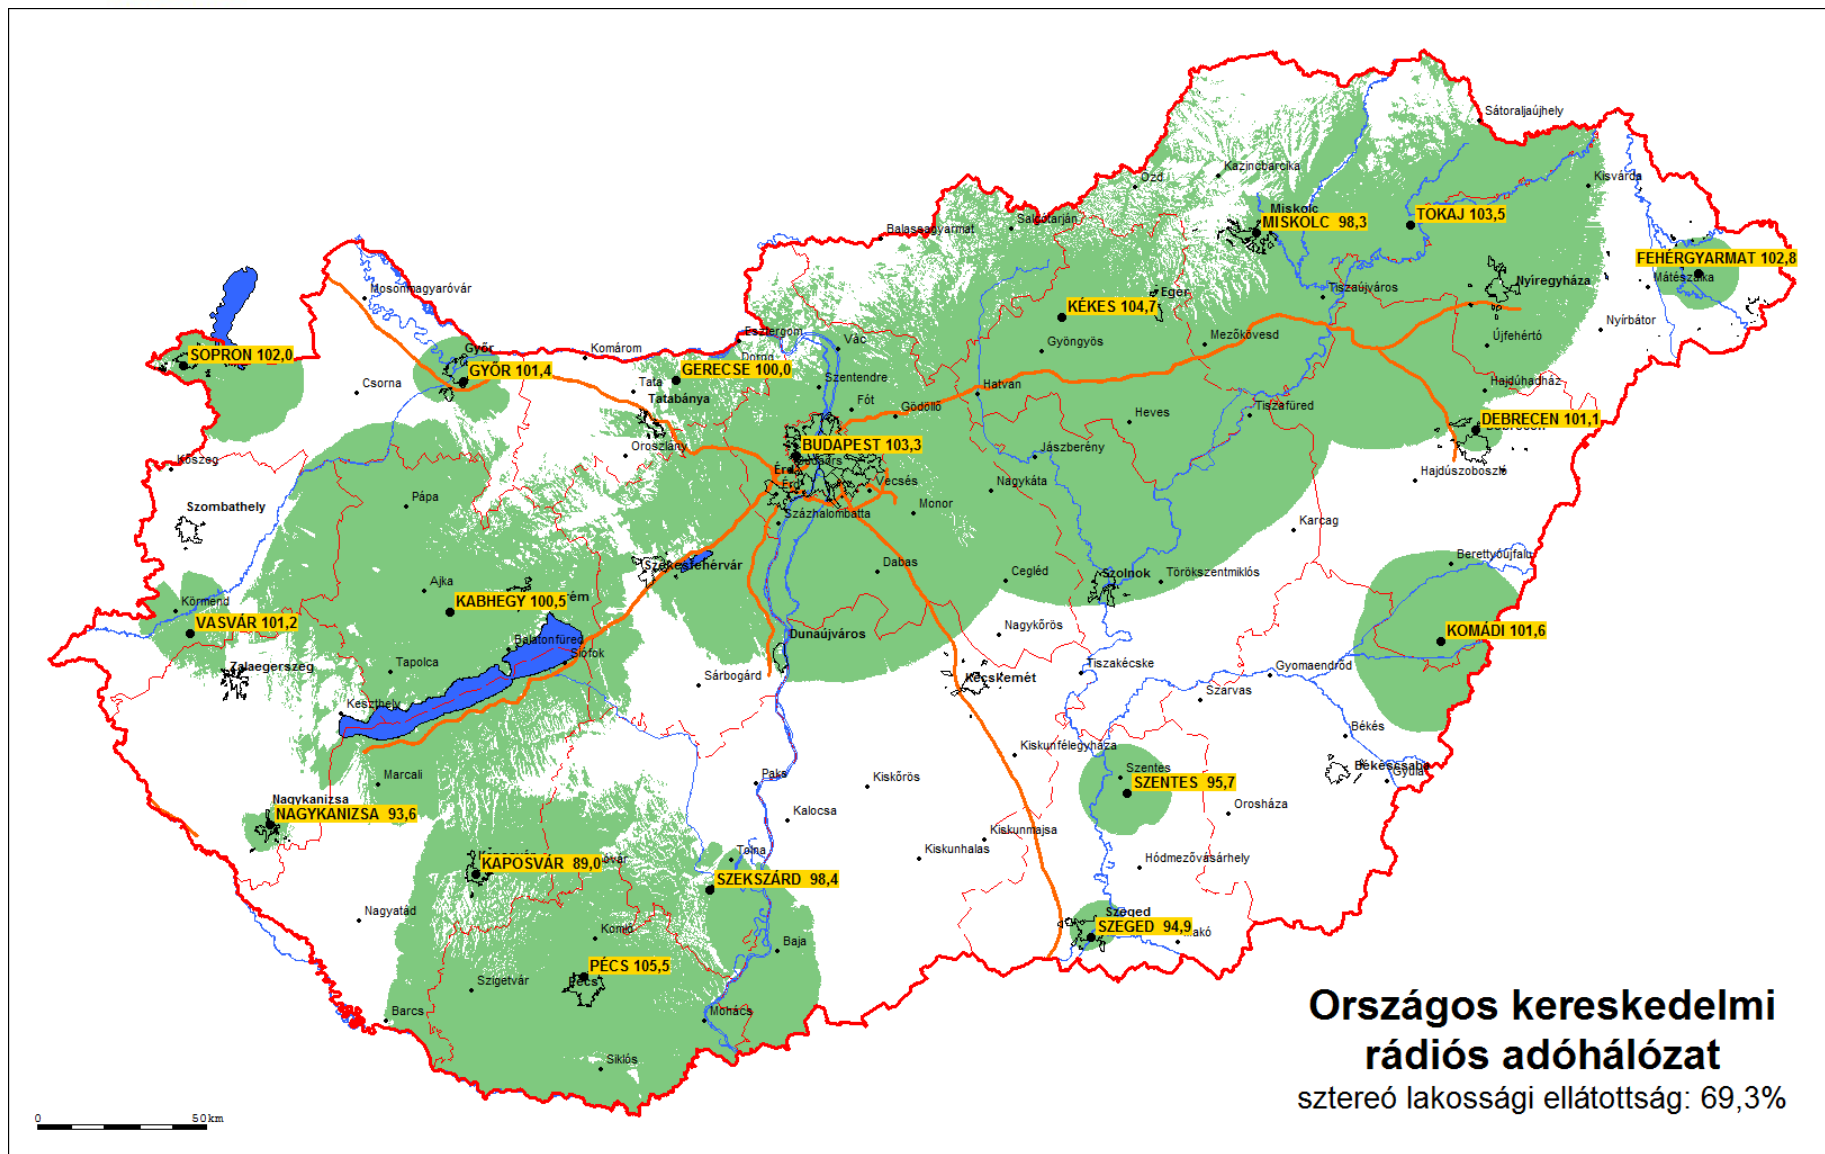 Sátoraljaújhely
Kazincbarcika
Ózd
Kisvárda
Miskolc
MISKOLC 98,3
TOKAJ 103,5
Salgótarján
Balassagyarmat
FEHÉRGYARMAT 102,8
Mátészalka
Nyíregyháza
Tiszaújváros
Eger
Mosonmagyaróvár
KÉKES 104,7
Nyírbátor
Esztergom
Vác
Mezőkövesd
Újfehértó
Győr
Komárom
Dorog
Gyöngyös
SOPRON 102,0
GYŐR 101,4
GERECSE 100,0
Csorna
Tata
Szentendre
Hatvan
Hajdúhadház
Tatabánya
Fót
Gödöllő
Heves
Tiszafüred
DEBRECEN 101,1
Debrecen
BUDAPEST 103,3
Oroszlány
Jászberény
Kőszeg
Érd
Hajdúszoboszló
Érd
Vecsés
Nagykáta
Pápa
Szombathely
Százhalombatta
Monor
Karcag
Székesfehérvár
Dabas
Cegléd
Szolnok
Törökszentmiklós
Berettyóújfalu
Ajka
KABHEGY 100,5
Körmend
VASVÁR 101,2
Balatonfüred
Siófok
Dunaújváros
Nagykőrös
KOMÁDI 101,6
Zalaegerszeg
Tapolca
Sárbogárd
Kecskemét
Tiszakécske
Gyomaendrőd
Szarvas
Keszthely
Békés
Kiskunfélegyháza
Békéscsaba
Gyula
Marcali
Paks
Kiskőrös
Szentes
SZENTES 95,7
Nagykanizsa
NAGYKANIZSA 93,6
Kalocsa
Orosháza
Kiskunmajsa
Tolna
Kiskunhalas
Hódmezővásárhely
KAPOSVÁR 89,0
SZEKSZÁRD 98,4
Nagyatád
Szeged
SZEGED 94,9
Makó
Komló
Baja
PÉCS 105,5
Pécs
Szigetvár
Barcs
Mohács
Siklós
Országos kereskedelmi
rádiós adóhálózat
sztereó lakossági ellátottság: 69,3%
0 50km